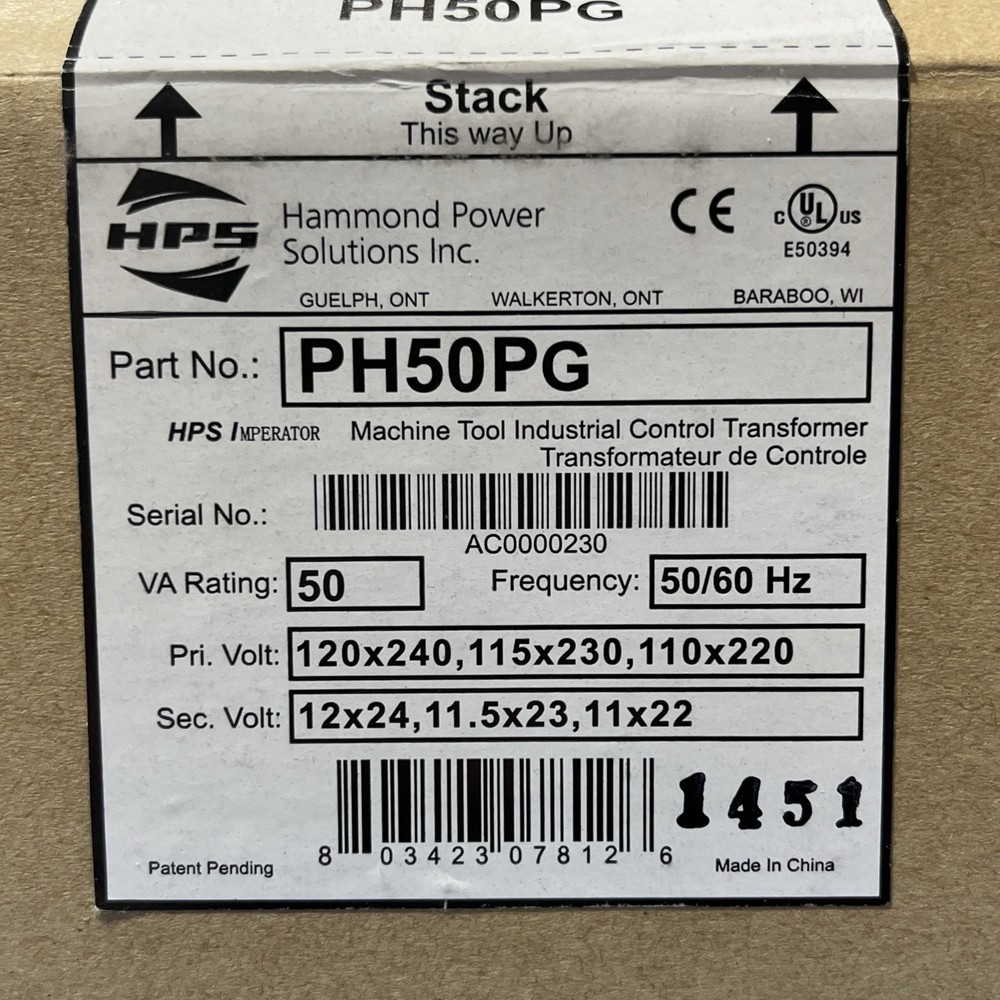 PH50PG
Stack
This way Up
HPS
Hammond Power
Solutions Inc.
CE
C UL ® US
E50394
GUELPH, ONT WALKERTON, ONT BARABOO, WI
Part No.: PH50PG
HPS IMPERATOR Machine Tool Industrial Control Transformer
Transformateur de Controle
Serial No.:
AC0000230
VA Rating: 50 Frequency: 50/60 Hz
Pri. Volt: 120x240,115x230,110x220
Sec. Volt: 12x24,11.5x23,11x22
1451
8 03423 07812 6
Patent Pending Made In China